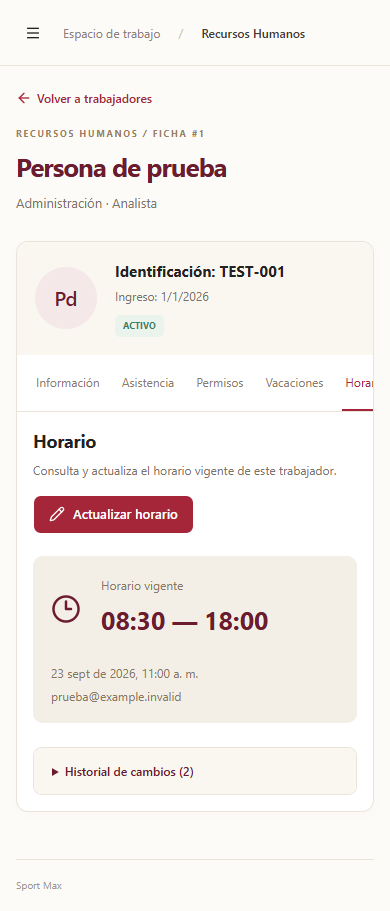 Espacio de trabajo / Recursos Humanos
Volver a trabajadores
RECURSOS HUMANOS / FICHA #1
Persona de prueba
Administración · Analista
Pd
Identificación: TEST-001
Ingreso: 1/1/2026
ACTIVO
Información Asistencia Permisos Vacaciones Horar
Horario
Consulta y actualiza el horario vigente de este trabajador.
Actualizar horario
Horario vigente
08:30 — 18:00
23 sept de 2026, 11:00 a. m.
prueba@example.invalid
Historial de cambios (2)
Sport Max